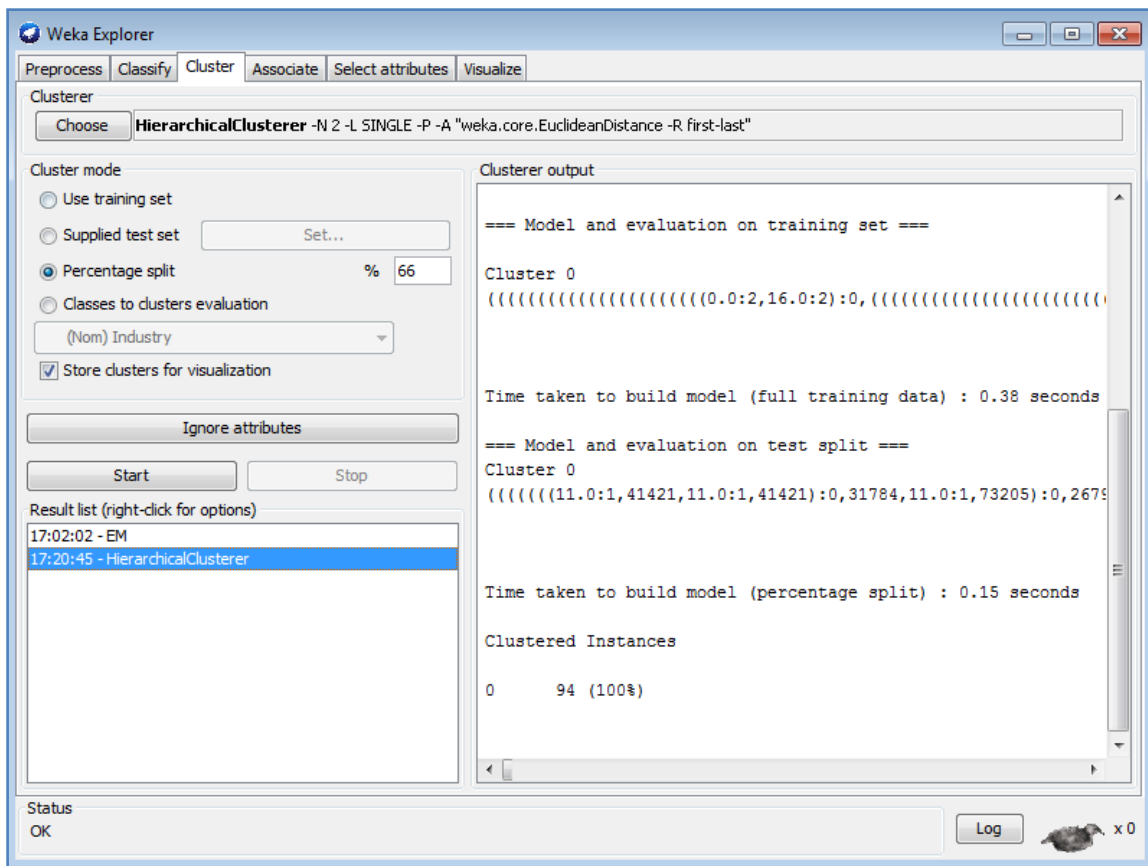 Weka Explorer
Preprocess Classify Cluster Associate Select attributes Visualize
Clusterer
Choose HierarchicalClusterer -N 2 -L SINGLE -P -A "weka.core.EuclideanDistance -R first-last"
Cluster mode
Use training set
Supplied test set Set...
Percentage split % 66
Classes to clusters evaluation
(Nom) Industry
Store clusters for visualization
Ignore attributes
Start Stop
Result list (right-click for options)
17:02:02 - EM
17:20:45 - HierarchicalClusterer
Clusterer output
=== Model and evaluation on training set ===
Cluster 0
((((((((((((((((((((((0.0:2,16.0:2):0,((((((((((((((((((((((((
Time taken to build model (full training data) : 0.38 seconds
=== Model and evaluation on test split ===
Cluster 0
(((((((11.0:1,41421,11.0:1,41421):0,31784,11.0:1,73205):0,2679
Time taken to build model (percentage split) : 0.15 seconds
Clustered Instances
0 94 (100%)
Status
OK
Log x 0